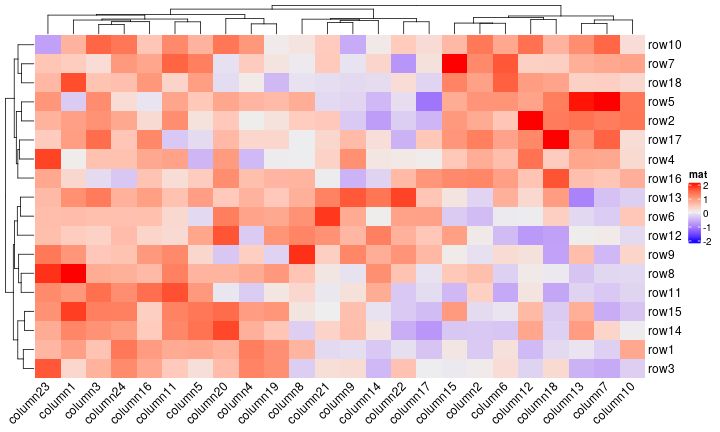 row10
row7
row18
row5
row2
row17
row4
row16
row13
row6
row12
row9
row8
row11
row15
row14
row1
row3
mat
2
1
0
-1
-2
column23
column1
column3
column24
column16
column11
column5
column20
column4
column19
column8
column21
column9
column14
column22
column17
column15
column2
column6
column12
column18
column13
column7
column10